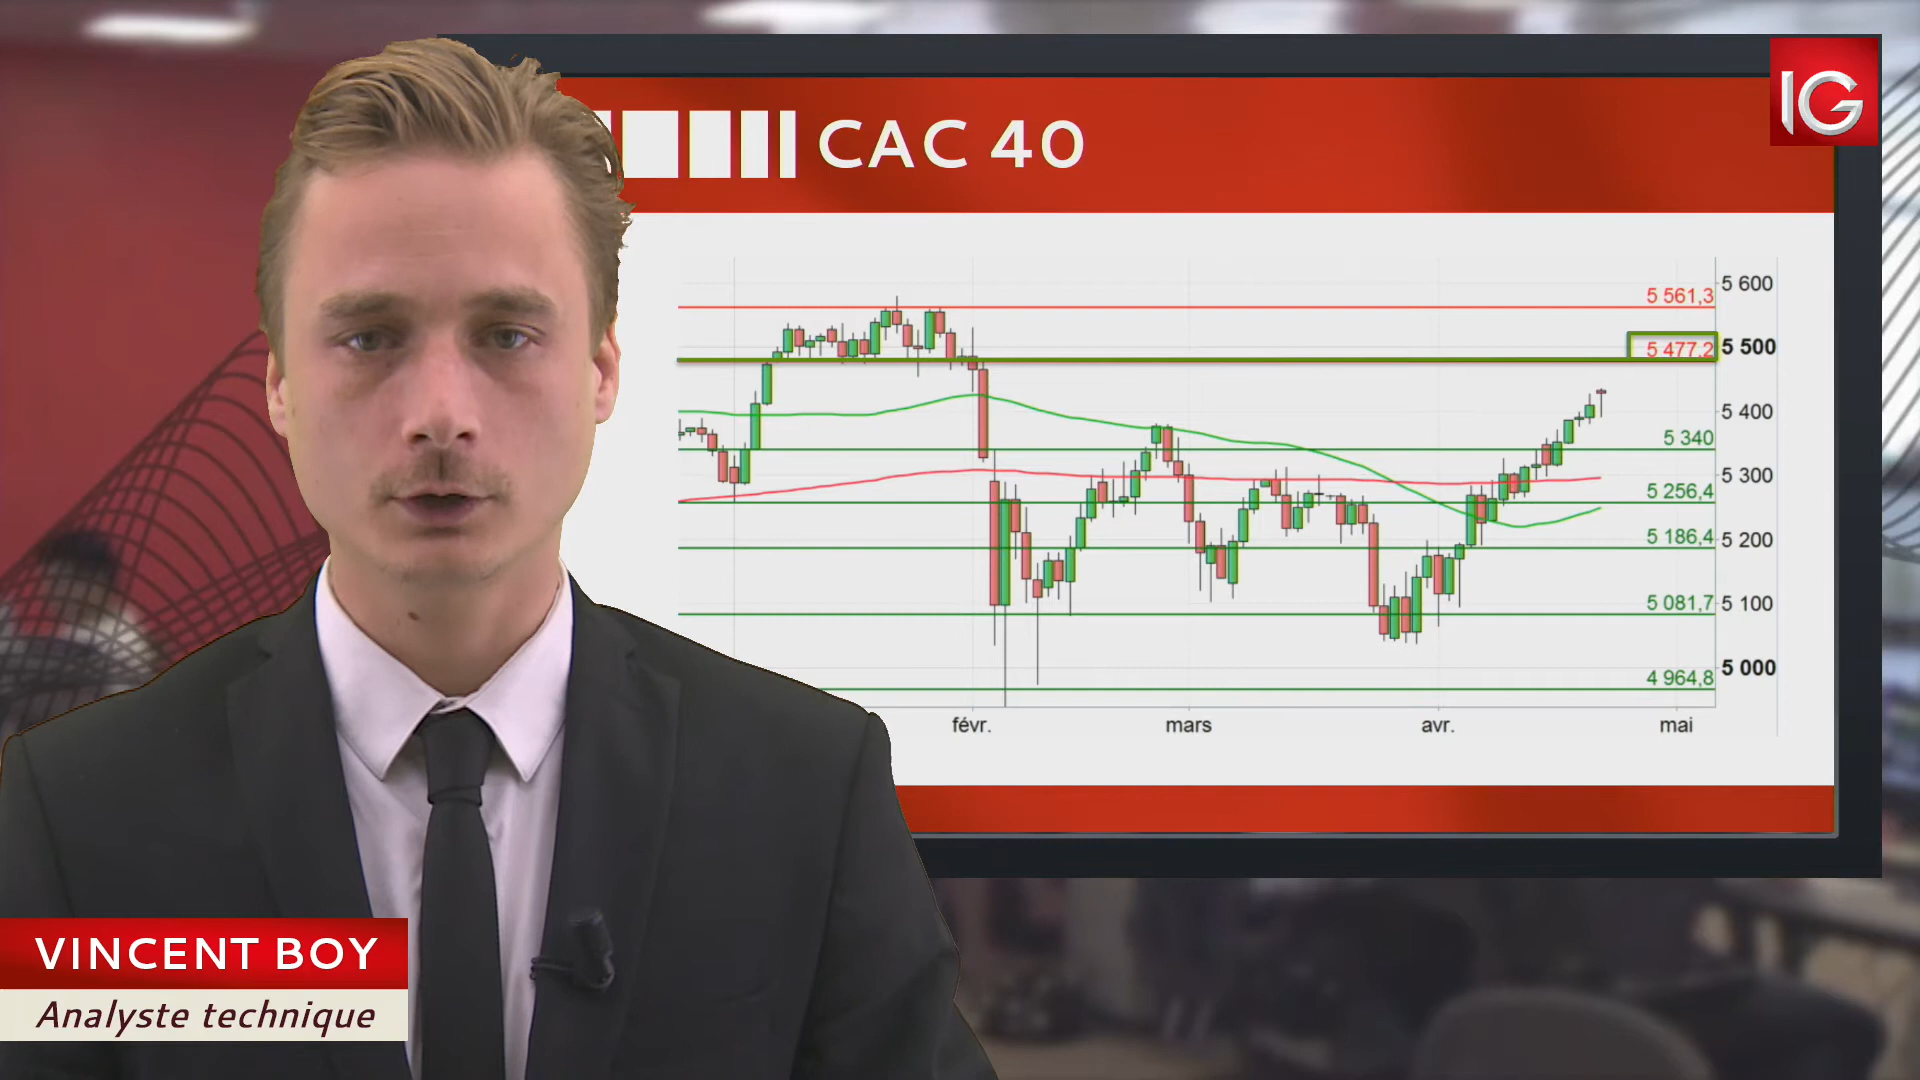 IG
CAC 40
5 600
5 561,3
5 500
5 477,2
5 400
5 340
5 300
5 256,4
5 200
5 186,4
5 100
5 081,7
5 000
4 964,8
févr. mars avr. mai
VINCENT BOY
Analyste technique